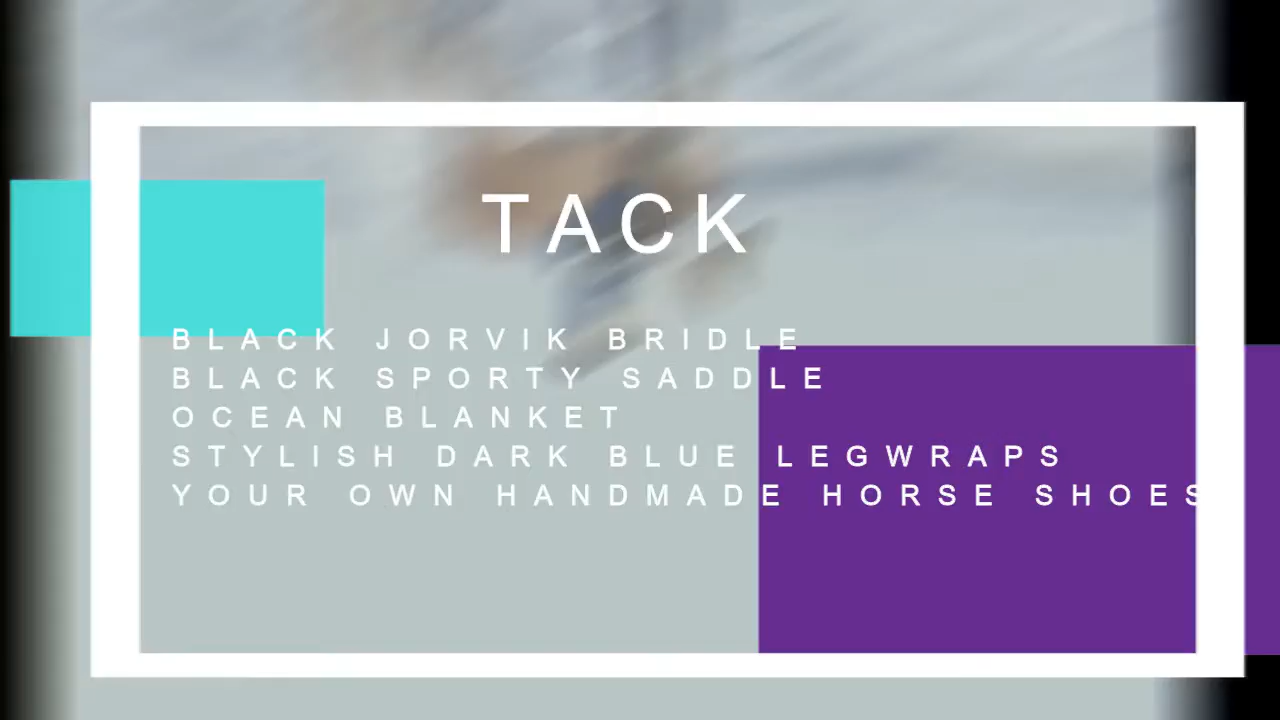 TACK
BLACK JORVIK BRIDLE
BLACK SPORTY SADDLE
OCEAN BLANKET
STYLISH DARK BLUE LEGWRAPS
YOUR OWN HANDMADE HORSE SHOES